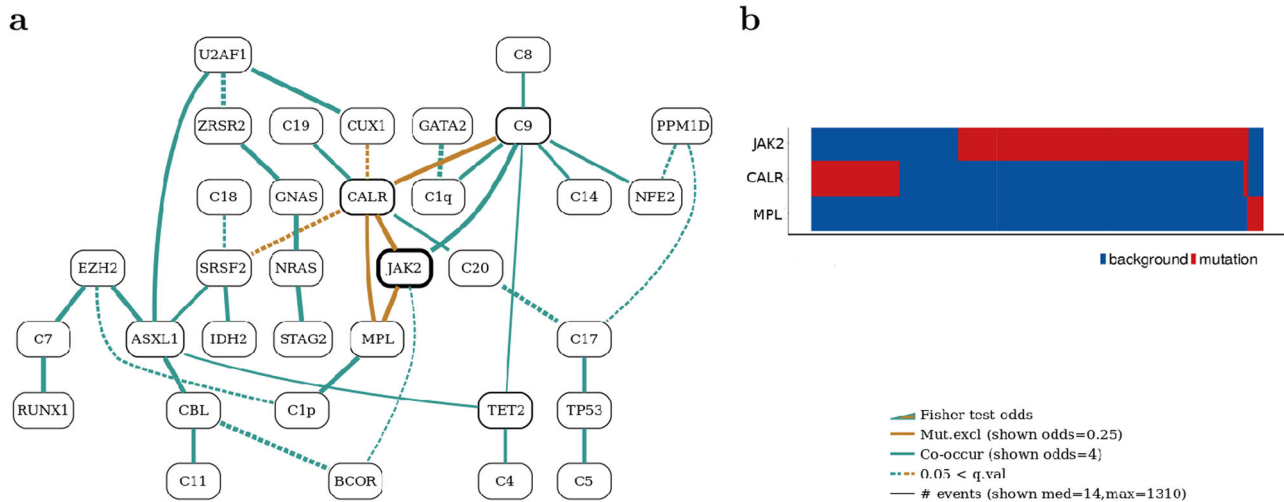 a
b
U2AF1
C8
ZRSR2
C19
CUX1
GATA2
C9
PPM1D
C18
GNAS
CALR
C1q
C14
NFE2
EZH2
SRSF2
NRAS
JAK2
C20
C7
ASXL1
IDH2
STAG2
MPL
C17
RUNX1
CBL
C1p
TET2
TP53
C11
BCOR
C4
C5
JAK2
CALR
MPL
background mutation
Fisher test odds
Mut.excl (shown odds=0.25)
Co-occur (shown odds=4)
0.05 < q.val
# events (shown med=14,max=1310)